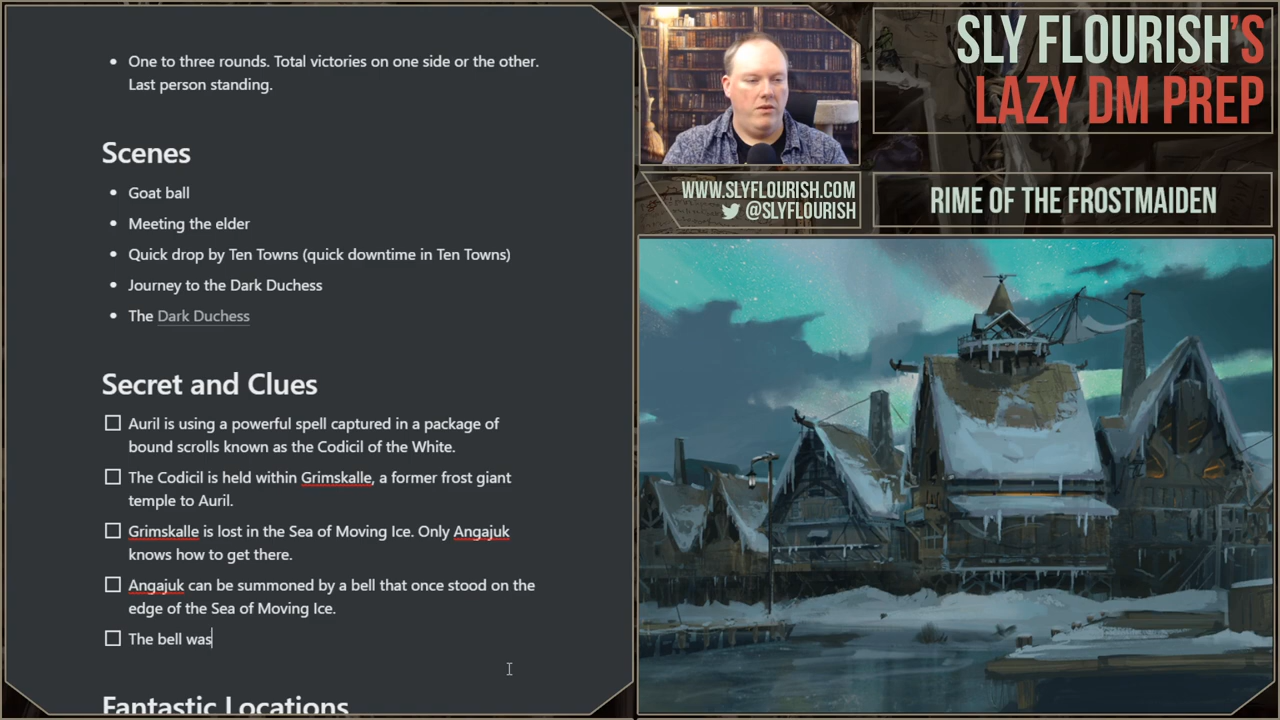 One to three rounds. Total victories on one side or the other.
Last person standing.
Scenes
Goat ball
Meeting the elder
Quick drop by Ten Towns (quick downtime in Ten Towns)
Journey to the Dark Duchess
The Dark Duchess
Secret and Clues
Auril is using a powerful spell captured in a package of
bound scrolls known as the Codicil of the White.
The Codicil is held within Grimskalle, a former frost giant
temple to Auril.
Grimskalle is lost in the Sea of Moving Ice. Only Angajuk
knows how to get there.
Angajuk can be summoned by a bell that once stood on the
edge of the Sea of Moving Ice.
The bell was
Fantastic Locations
SLY FLOURISH'S
LAZY DM PREP
WWW.SLYFLOURISH.COM
@SLYFLOURISH
RIME OF THE FROSTMAIDEN